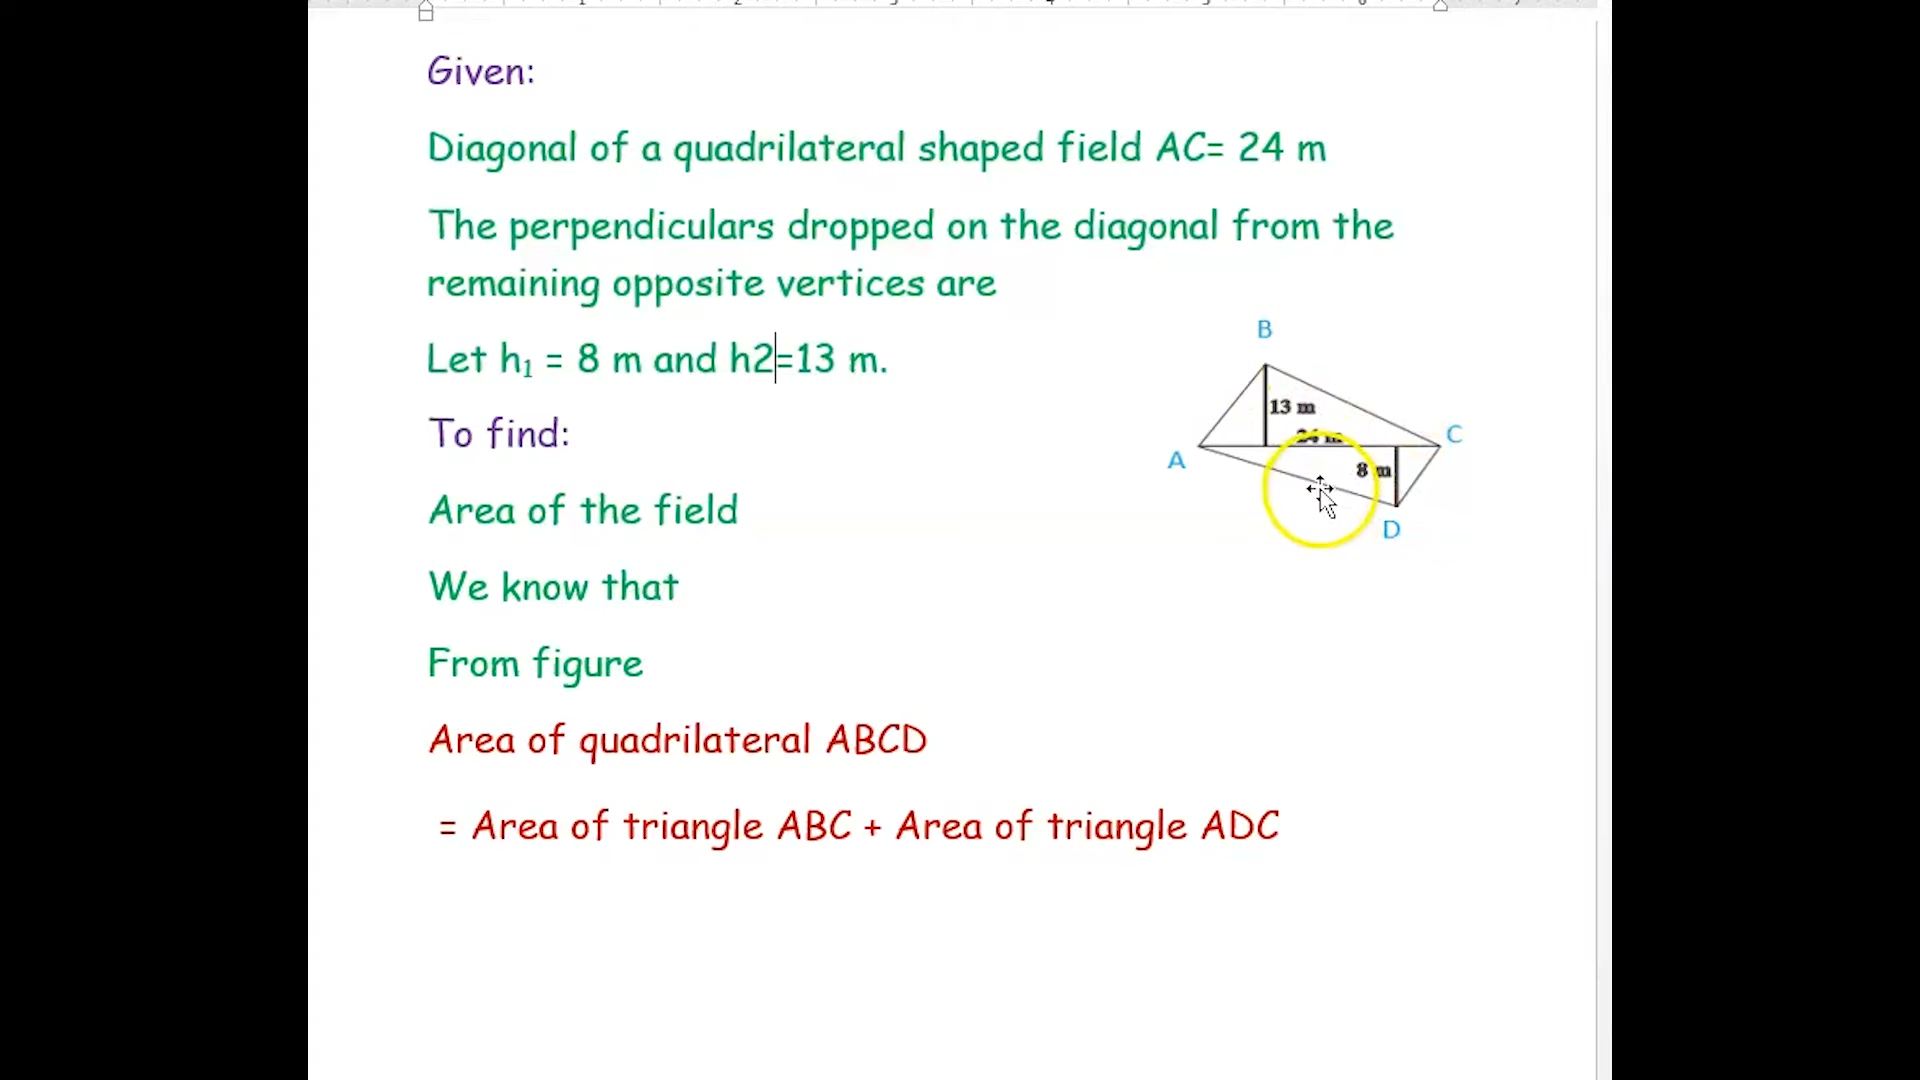 Given:
Diagonal of a quadrilateral shaped field AC= 24 m
The perpendiculars dropped on the diagonal from the
remaining opposite vertices are
Let h₁ = 8 m and h2=13 m.
To find:
Area of the field
We know that
From figure
Area of quadrilateral ABCD
= Area of triangle ABC + Area of triangle ADC
B
13 m
24 m
C
A
8 m
D